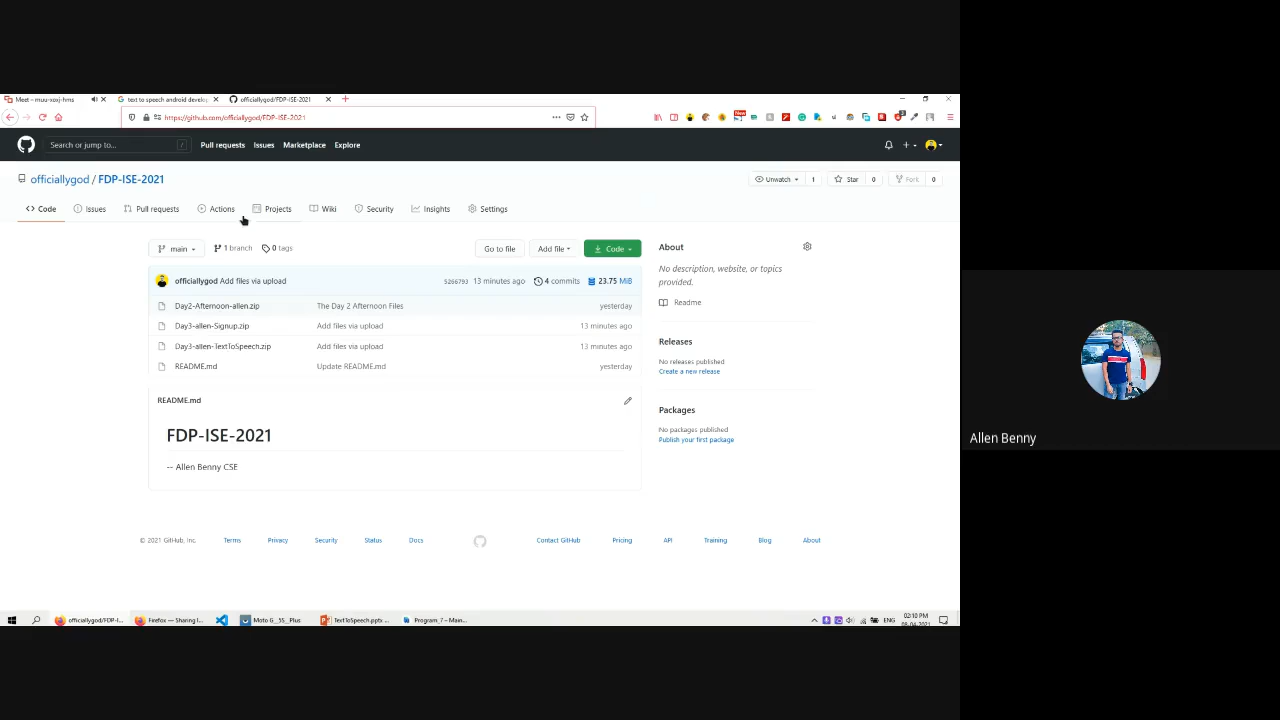 Meet – muu-xoxj-hms
text to speech android develo
officiallygod/FDP-ISE-2021
https://github.com/officiallygod/FDP-ISE-2021
Search or jump to...
/
Pull requests
Issues
Marketplace
Explore
officiallygod / FDP-ISE-2021
Unwatch 1
Star 0
Fork 0
Code
Issues
Pull requests
Actions
Projects
Wiki
Security
Insights
Settings
main
1 branch
0 tags
Go to file
Add file
Code
officiallygod Add files via upload
5266793 13 minutes ago 4 commits 23.75 MiB
Day2-Afternoon-allen.zip The Day 2 Afternoon Files yesterday
Day3-allen-Signup.zip Add files via upload 13 minutes ago
Day3-allen-TextToSpeech.zip Add files via upload 13 minutes ago
README.md Update README.md yesterday
README.md
FDP-ISE-2021
-- Allen Benny CSE
About
No description, website, or topics
provided.
Readme
Releases
No releases published
Create a new release
Packages
No packages published
Publish your first package
© 2021 GitHub, Inc. Terms Privacy Security Status Docs Contact GitHub Pricing API Training Blog About
officiallygod/FDP-I...
Firefox — Sharing I...
Moto G_5S_Plus
TextToSpeech.pptx ...
Program_7 – Main...
ENG
02:10 PM
08-04-2021
Allen Benny